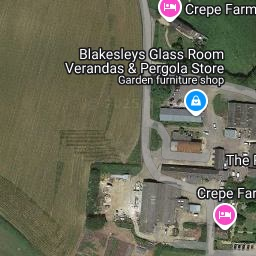 Crepe Farm
Blakesleys Glass Room
Verandas & Pergola Store
Garden furniture shop
The
Crepe Far